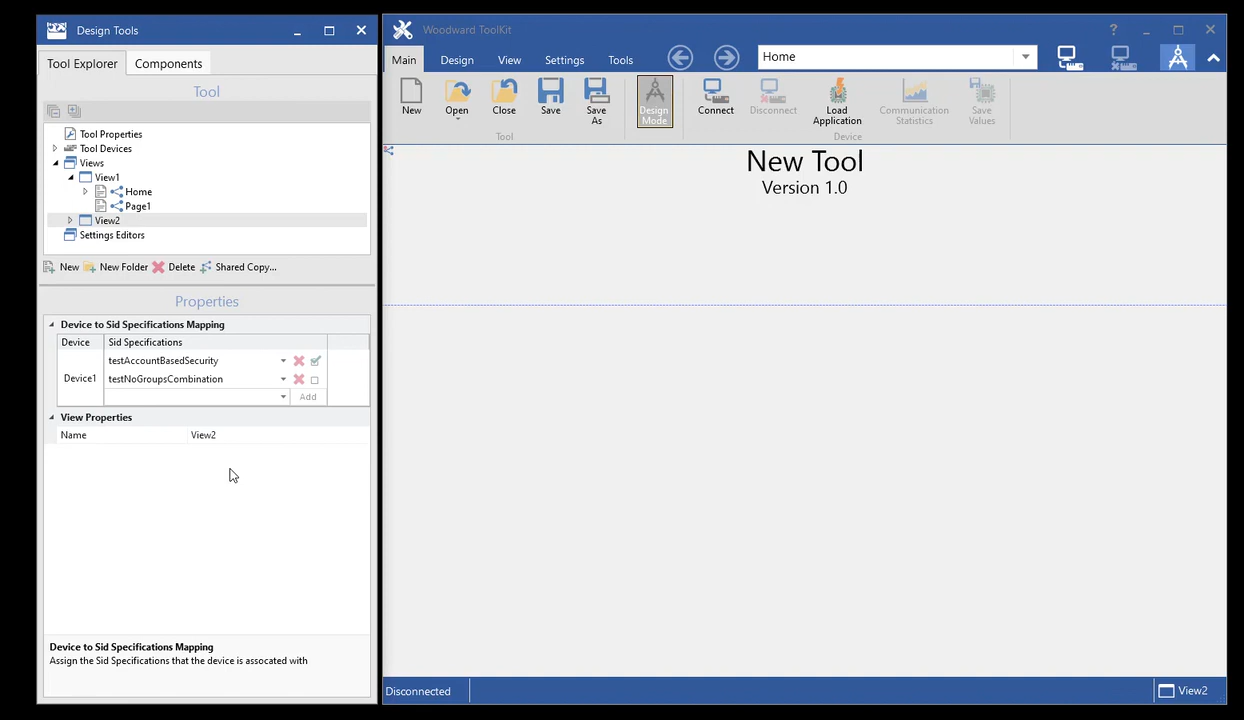 Design Tools
Tool Explorer
Components
Tool
Tool Properties
Tool Devices
Views
View1
Home
Page1
View2
Settings Editors
New
New Folder
Delete
Shared Copy...
Properties
Device to Sid Specifications Mapping
Device
Sid Specifications
Device1
testAccountBasedSecurity
testNoGroupsCombination
Add
View Properties
Name
View2
Device to Sid Specifications Mapping
Assign the Sid Specifications that the device is assocated with
Woodward ToolKit
?
Main
Design
View
Settings
Tools
Home
New
Open
Close
Save
Save As
Tool
Design Mode
Connect
Disconnect
Load Application
Communication Statistics
Save Values
Device
New Tool
Version 1.0
Disconnected
View2